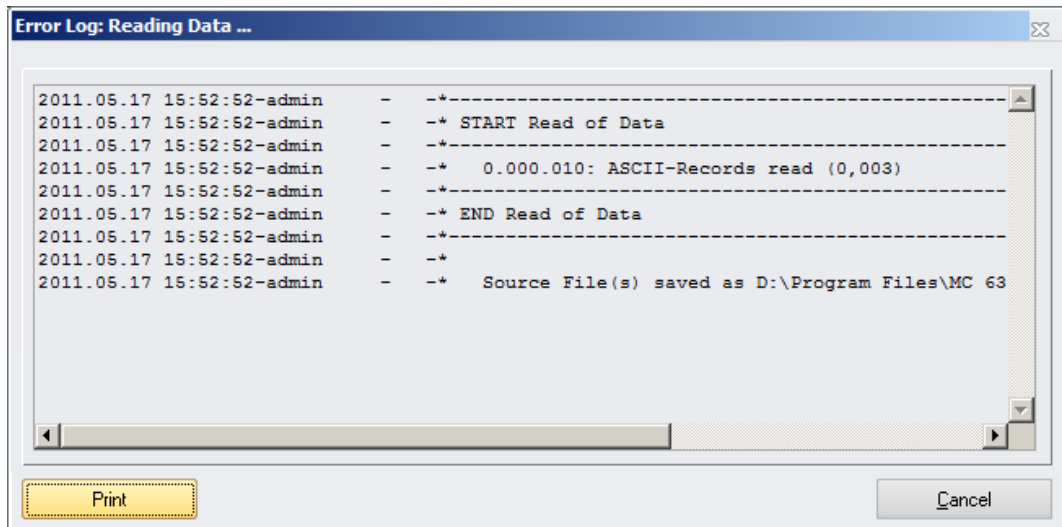 Error Log: Reading Data ...
2011.05.17 15:52:52-admin     -  -*-------------------------------------------------
2011.05.17 15:52:52-admin     -  -* START Read of Data
2011.05.17 15:52:52-admin     -  -*-------------------------------------------------
2011.05.17 15:52:52-admin     -  -*   0.000.010: ASCII-Records read (0,003)
2011.05.17 15:52:52-admin     -  -*-------------------------------------------------
2011.05.17 15:52:52-admin     -  -* END Read of Data
2011.05.17 15:52:52-admin     -  -*-------------------------------------------------
2011.05.17 15:52:52-admin     -  -*
2011.05.17 15:52:52-admin     -  -*   Source File(s) saved as D:\Program Files\MC 63
Print
Cancel